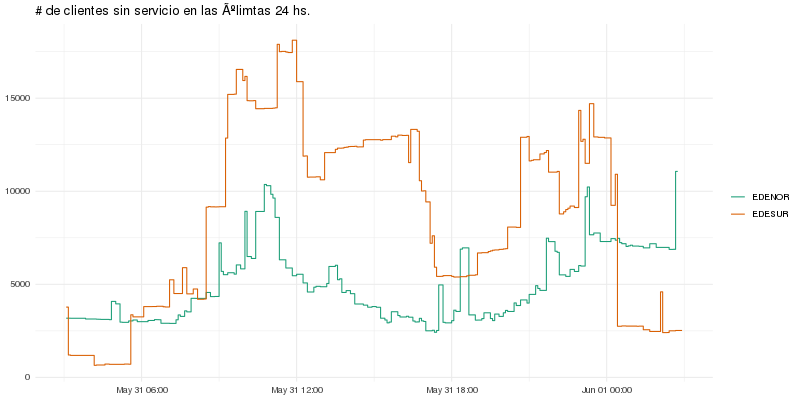 # de clientes sin servicio en las Ãºlimtas 24 hs.
15000
10000
5000
0
May 31 06:00
May 31 12:00
May 31 18:00
Jun 01 00:00
EDENOR
EDESUR